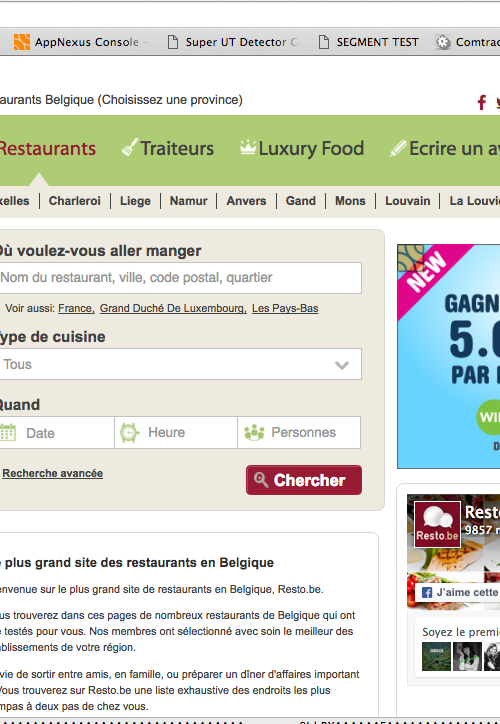 AppNexus Console
Super UT Detector
SEGMENT TEST
Comtrac
aurants Belgique (Choisissez une province)
Restaurants
Traiteurs
Luxury Food
Ecrire un av
elles
Charleroi
Liege
Namur
Anvers
Gand
Mons
Louvain
La Louvi
Où voulez-vous aller manger
Nom du restaurant, ville, code postal, quartier
Voir aussi: France, Grand Duché De Luxembourg, Les Pays-Bas
Type de cuisine
Tous
Quand
Date
Heure
Personnes
Recherche avancée
Chercher
NEW
GAGN
5.0
PAR
WI
D
plus grand site des restaurants en Belgique
envenue sur le plus grand site de restaurants en Belgique, Resto.be.
us trouverez dans ces pages de nombreux restaurants de Belgique qui ont
testés pour vous. Nos membres ont sélectionné avec soin le meilleur des
ablissements de votre région.
vie de sortir entre amis, en famille, ou préparer un dîner d'affaires important
Vous trouverez sur Resto.be une liste exhaustive des endroits les plus
mpas à deux pas de chez vous.
Resto.be
Resto
9857
J'aime cette
Soyez le premi